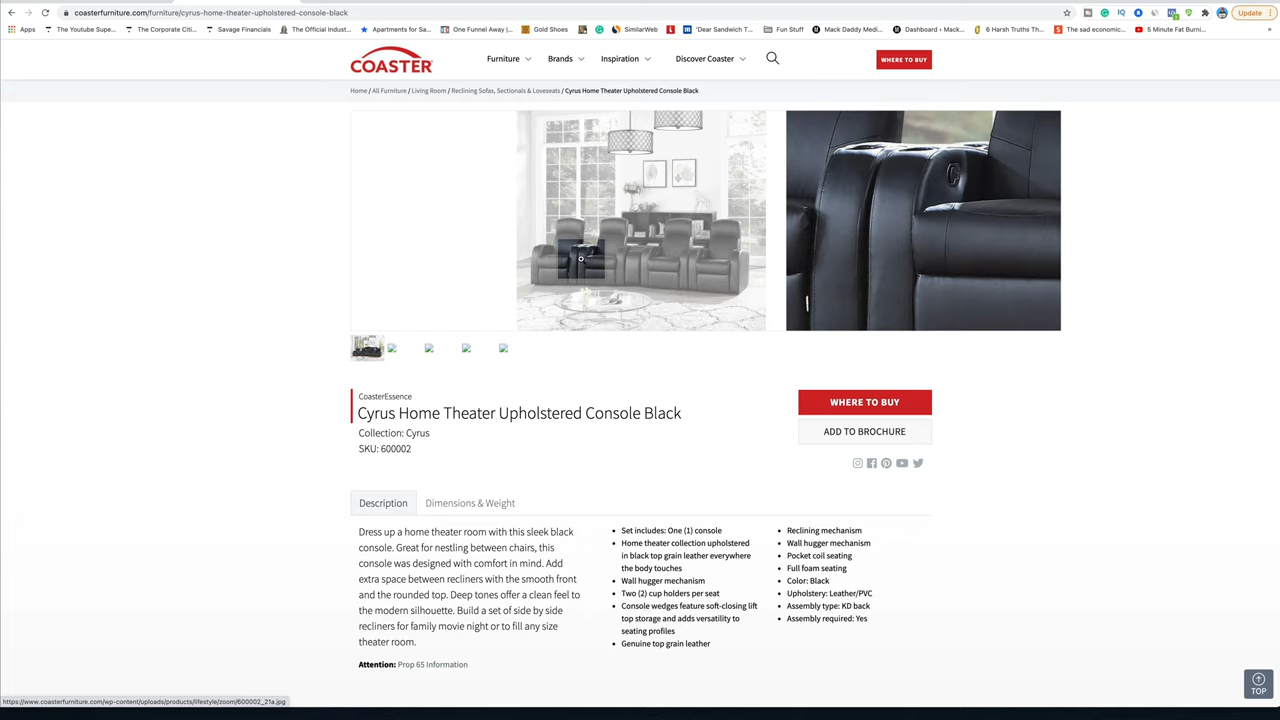 coasterfurniture.com/furniture/cyrus-home-theater-upholstered-console-black
Update
Apps
The Youtube Supe...
The Corporate Citi...
Savage Financials
The Official Indust...
Apartments for Sa...
One Funnel Away |...
Gold Shoes
SimilarWeb
'Dear Sandwich T...
Fun Stuff
Mack Daddy Medi...
Dashboard ‹ Mack...
6 Harsh Truths Th...
The sad economic...
5 Minute Fat Burni...
»
COASTER
Furniture
Brands
Inspiration
Discover Coaster
WHERE TO BUY
Home / All Furniture / Living Room / Reclining Sofas, Sectionals & Loveseats / Cyrus Home Theater Upholstered Console Black
CoasterEssence
Cyrus Home Theater Upholstered Console Black
Collection: Cyrus
SKU: 600002
WHERE TO BUY
ADD TO BROCHURE
Description
Dimensions & Weight
Dress up a home theater room with this sleek black
console. Great for nestling between chairs, this
console was designed with comfort in mind. Add
extra space between recliners with the smooth front
and the rounded top. Deep tones offer a clean feel to
the modern silhouette. Build a set of side by side
recliners for family movie night or to fill any size
theater room.
Attention: Prop 65 Information
• Set includes: One (1) console
• Home theater collection upholstered
in black top grain leather everywhere
the body touches
• Wall hugger mechanism
• Two (2) cup holders per seat
• Console wedges feature soft-closing lift
top storage and adds versatility to
seating profiles
• Genuine top grain leather
• Reclining mechanism
• Wall hugger mechanism
• Pocket coil seating
• Full foam seating
• Color: Black
• Upholstery: Leather/PVC
• Assembly type: KD back
• Assembly required: Yes
TOP
https://www.coasterfurniture.com/wp-content/uploads/products/lifestyle/zoom/600002_21a.jpg